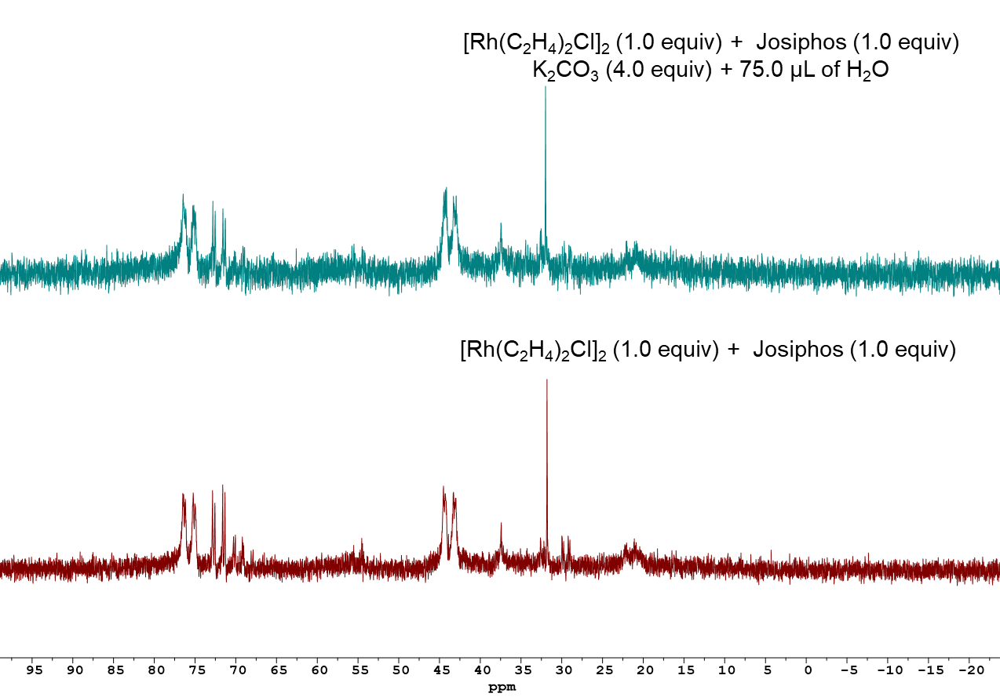 [Rh(C₂H₄)₂Cl]₂ (1.0 equiv) + Josiphos (1.0 equiv)
K₂CO₃ (4.0 equiv) + 75.0 µL of H₂O
[Rh(C₂H₄)₂Cl]₂ (1.0 equiv) + Josiphos (1.0 equiv)
95 90 85 80 75 70 65 60 55 50 45 40 35 30 25 20 15 10 5 0 -5 -10 -15 -20
ppm